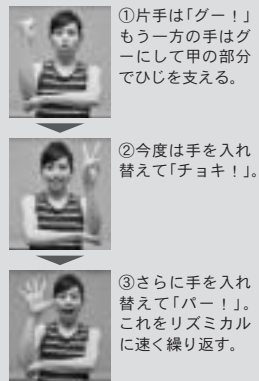 ①片手は「グー！」
もう一方の手はグ
ーにして甲の部分
でひじを支える。
②今度は手を入れ
替えて「チョキ！」。
③さらに手を入れ
替えて「パー！」。
これをリズミカル
に速く繰り返す。